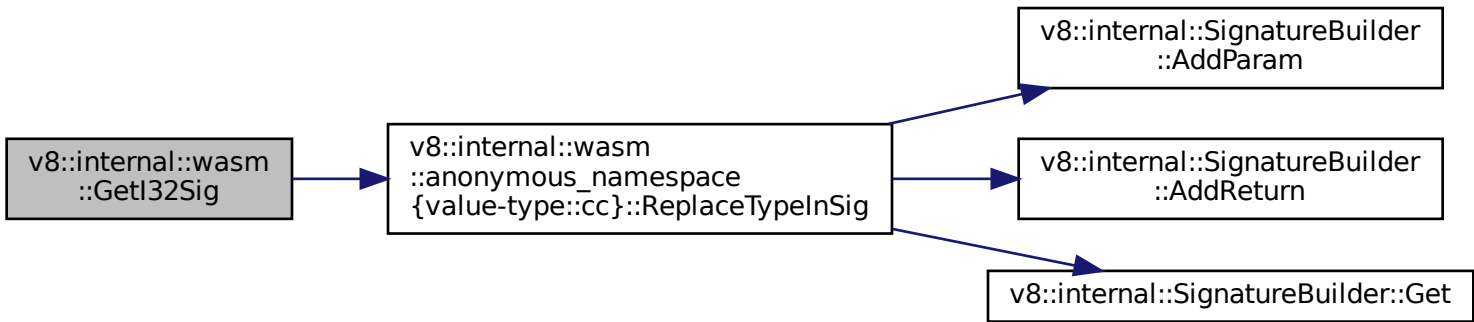 v8::internal::wasm
::GetI32Sig
v8::internal::wasm
::anonymous_namespace
{value-type::cc}::ReplaceTypeInSig
v8::internal::SignatureBuilder
::AddParam
v8::internal::SignatureBuilder
::AddReturn
v8::internal::SignatureBuilder::Get